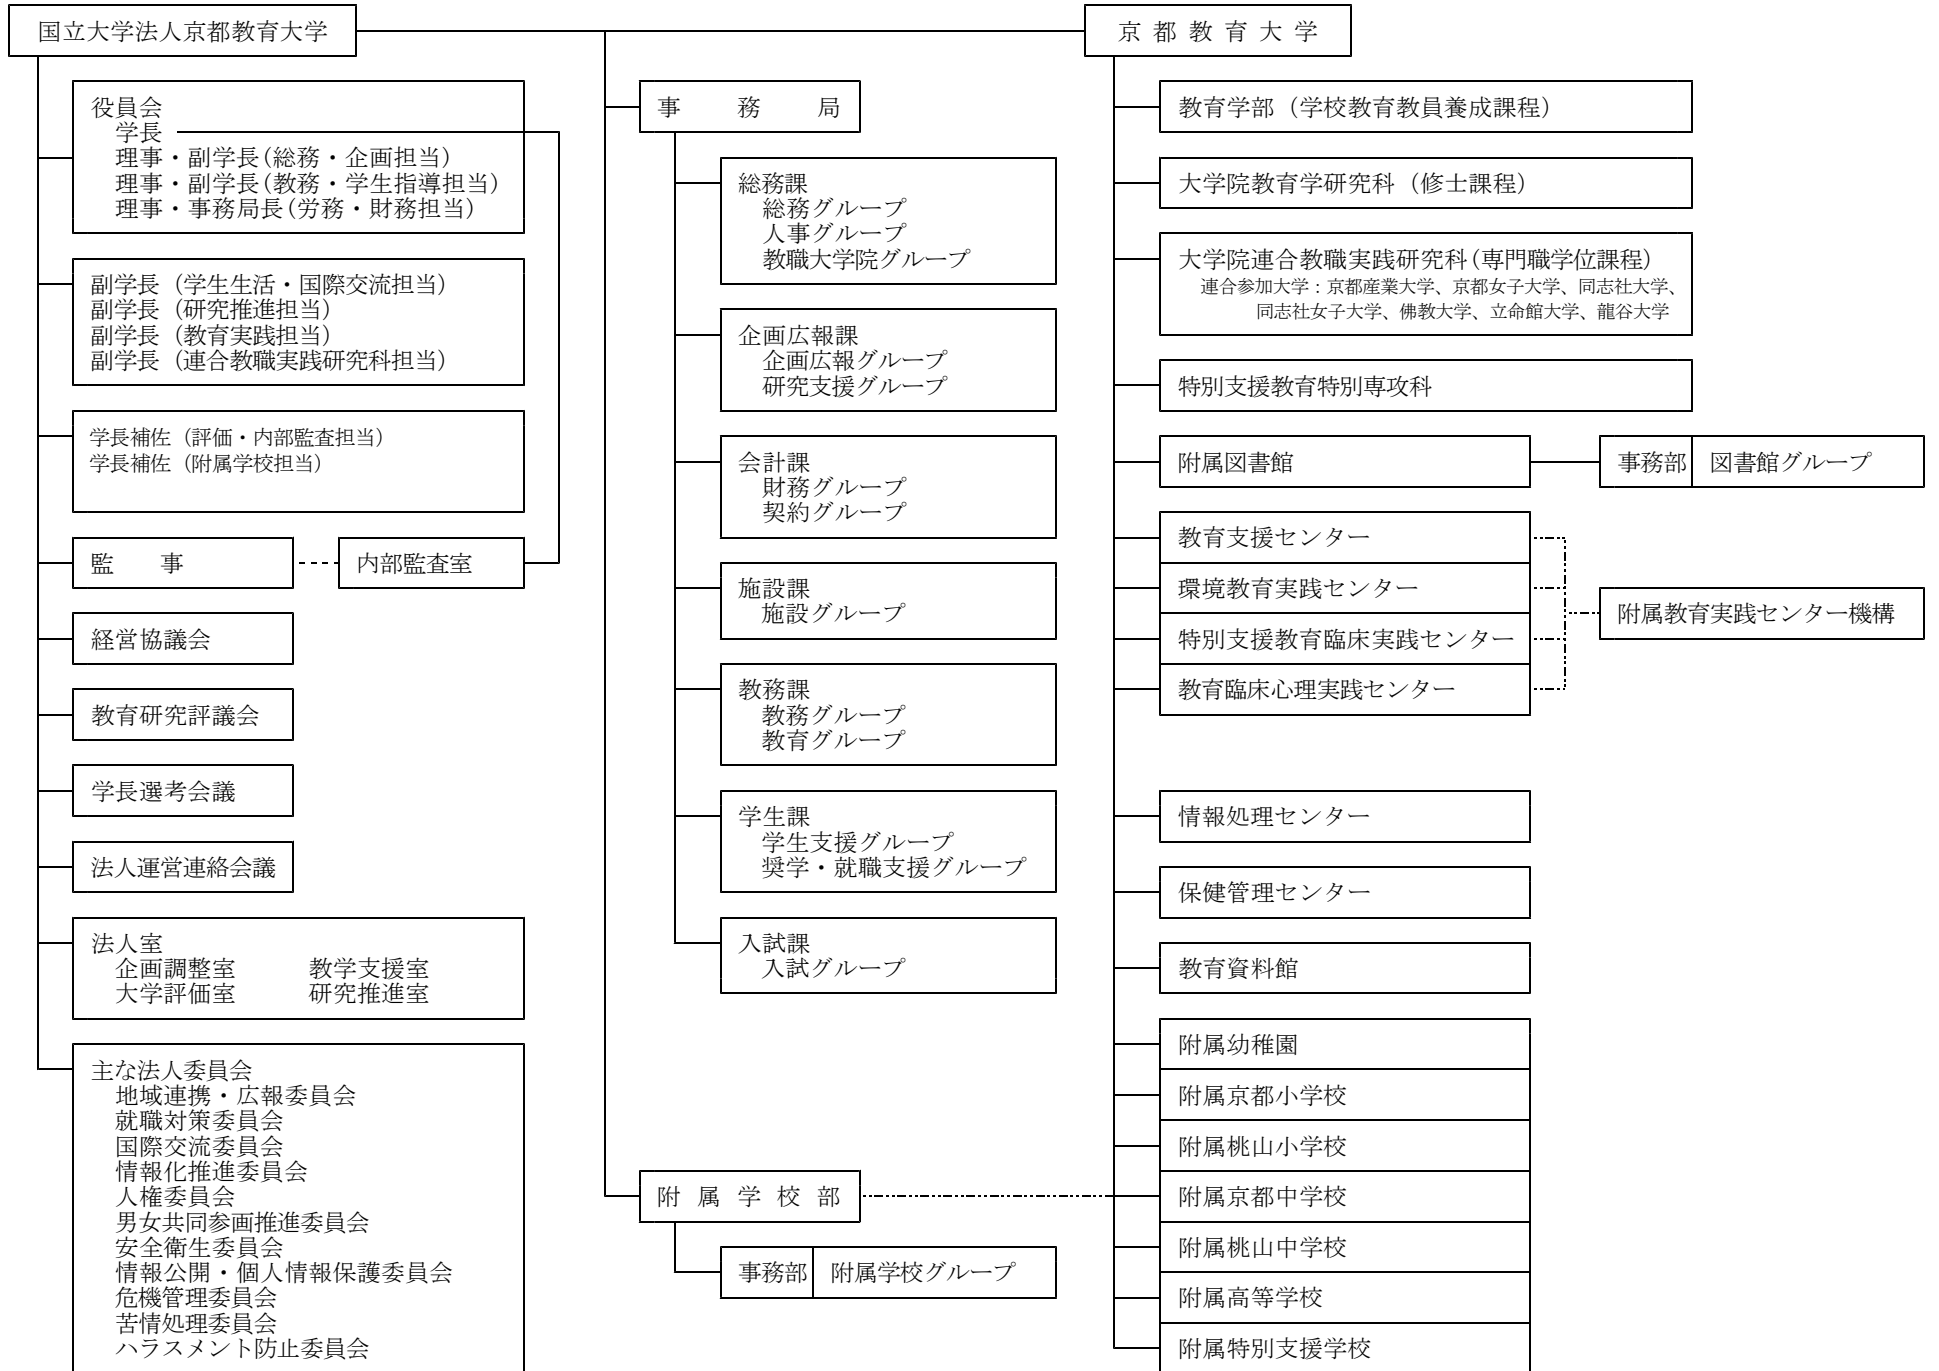 国立大学法人京都教育大学
役員会
学長
理事・副学長(総務・企画担当)
理事・副学長(教務・学生指導担当)
理事・事務局長(労務・財務担当)
副学長（学生生活・国際交流担当）
副学長（研究推進担当）
副学長（教育実践担当）
副学長（連合教職実践研究科担当）
学長補佐（評価・内部監査担当）
学長補佐（附属学校担当）
監　事
内部監査室
経営協議会
教育研究評議会
学長選考会議
法人運営連絡会議
法人室
企画調整室　教学支援室
大学評価室　研究推進室
主な法人委員会
地域連携・広報委員会
就職対策委員会
国際交流委員会
情報化推進委員会
人権委員会
男女共同参画推進委員会
安全衛生委員会
情報公開・個人情報保護委員会
危機管理委員会
苦情処理委員会
ハラスメント防止委員会
事　務　局
総務課
総務グループ
人事グループ
教職大学院グループ
企画広報課
企画広報グループ
研究支援グループ
会計課
財務グループ
契約グループ
施設課
施設グループ
教務課
教務グループ
教育グループ
学生課
学生支援グループ
奨学・就職支援グループ
入試課
入試グループ
附 属 学 校 部
事務部　附属学校グループ
京 都 教 育 大 学
教育学部（学校教育教員養成課程）
大学院教育学研究科（修士課程）
大学院連合教職実践研究科(専門職学位課程)
連合参加大学：京都産業大学、京都女子大学、同志社大学、
同志社女子大学、佛教大学、立命館大学、龍谷大学
特別支援教育特別専攻科
附属図書館
事務部　図書館グループ
教育支援センター
環境教育実践センター
特別支援教育臨床実践センター
教育臨床心理実践センター
附属教育実践センター機構
情報処理センター
保健管理センター
教育資料館
附属幼稚園
附属京都小学校
附属桃山小学校
附属京都中学校
附属桃山中学校
附属高等学校
附属特別支援学校